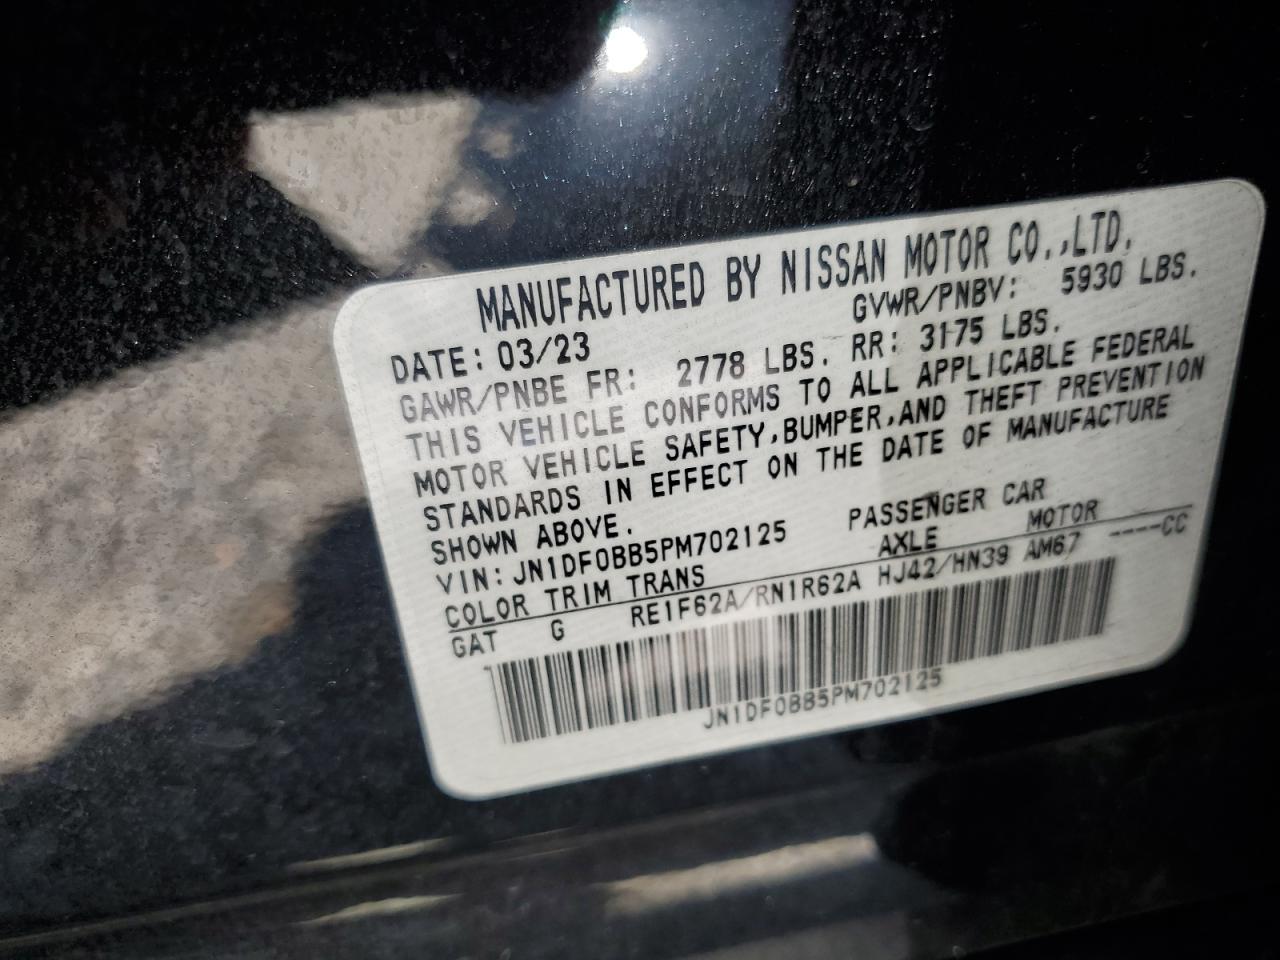 MANUFACTURED BY NISSAN MOTOR CO.,LTD.
DATE: 03/23 GVWR/PNBV: 5930 LBS.
GAWR/PNBE FR: 2778 LBS. RR: 3175 LBS.
THIS VEHICLE CONFORMS TO ALL APPLICABLE FEDERAL
MOTOR VEHICLE SAFETY,BUMPER,AND THEFT PREVENTION
STANDARDS IN EFFECT ON THE DATE OF MANUFACTURE
SHOWN ABOVE.
VIN: JN1DF0BB5PM702125 PASSENGER CAR
COLOR TRIM TRANS AXLE MOTOR
GAT G RE1F62A/RN1R62A HJ42/HN39 AM67 ----CC
JN1DF0BB5PM702125